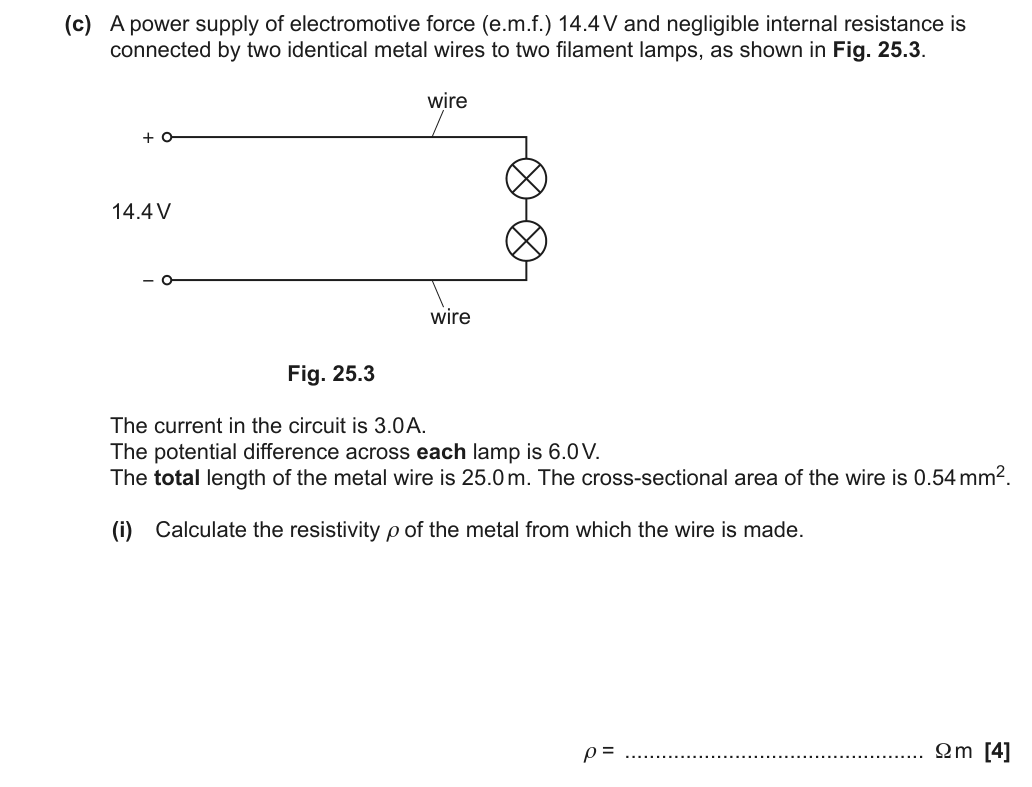 (c) A power supply of electromotive force (e.m.f.) 14.4 V and negligible internal resistance is
connected by two identical metal wires to two filament lamps, as shown in Fig. 25.3.
wire
+
14.4 V
–
wire
Fig. 25.3
The current in the circuit is 3.0 A.
The potential difference across each lamp is 6.0 V.
The total length of the metal wire is 25.0 m. The cross-sectional area of the wire is 0.54 mm².
(i) Calculate the resistivity ρ of the metal from which the wire is made.
ρ = ................................................. Ω m [4]